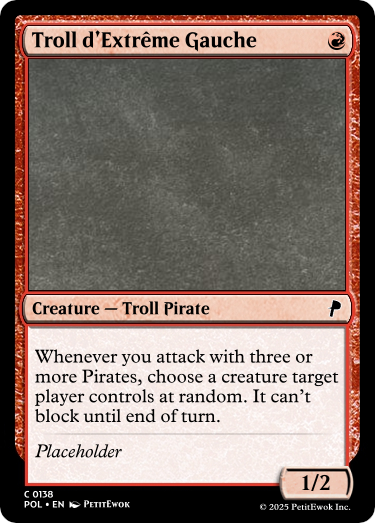 Troll d'Extrême Gauche
Creature — Troll Pirate
Whenever you attack with three or
more Pirates, choose a creature target
player controls at random. It can't
block until end of turn.
Placeholder
1/2
C 0138
POL • EN PetitEwok
© 2025 PetitEwok Inc.